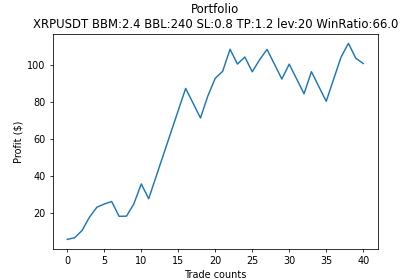 Portfolio
XRPUSDT BBM:2.4 BBL:240 SL:0.8 TP:1.2 lev:20 WinRatio:66.0
Profit ($)
100
80
60
40
20
0 5 10 15 20 25 30 35 40
Trade counts